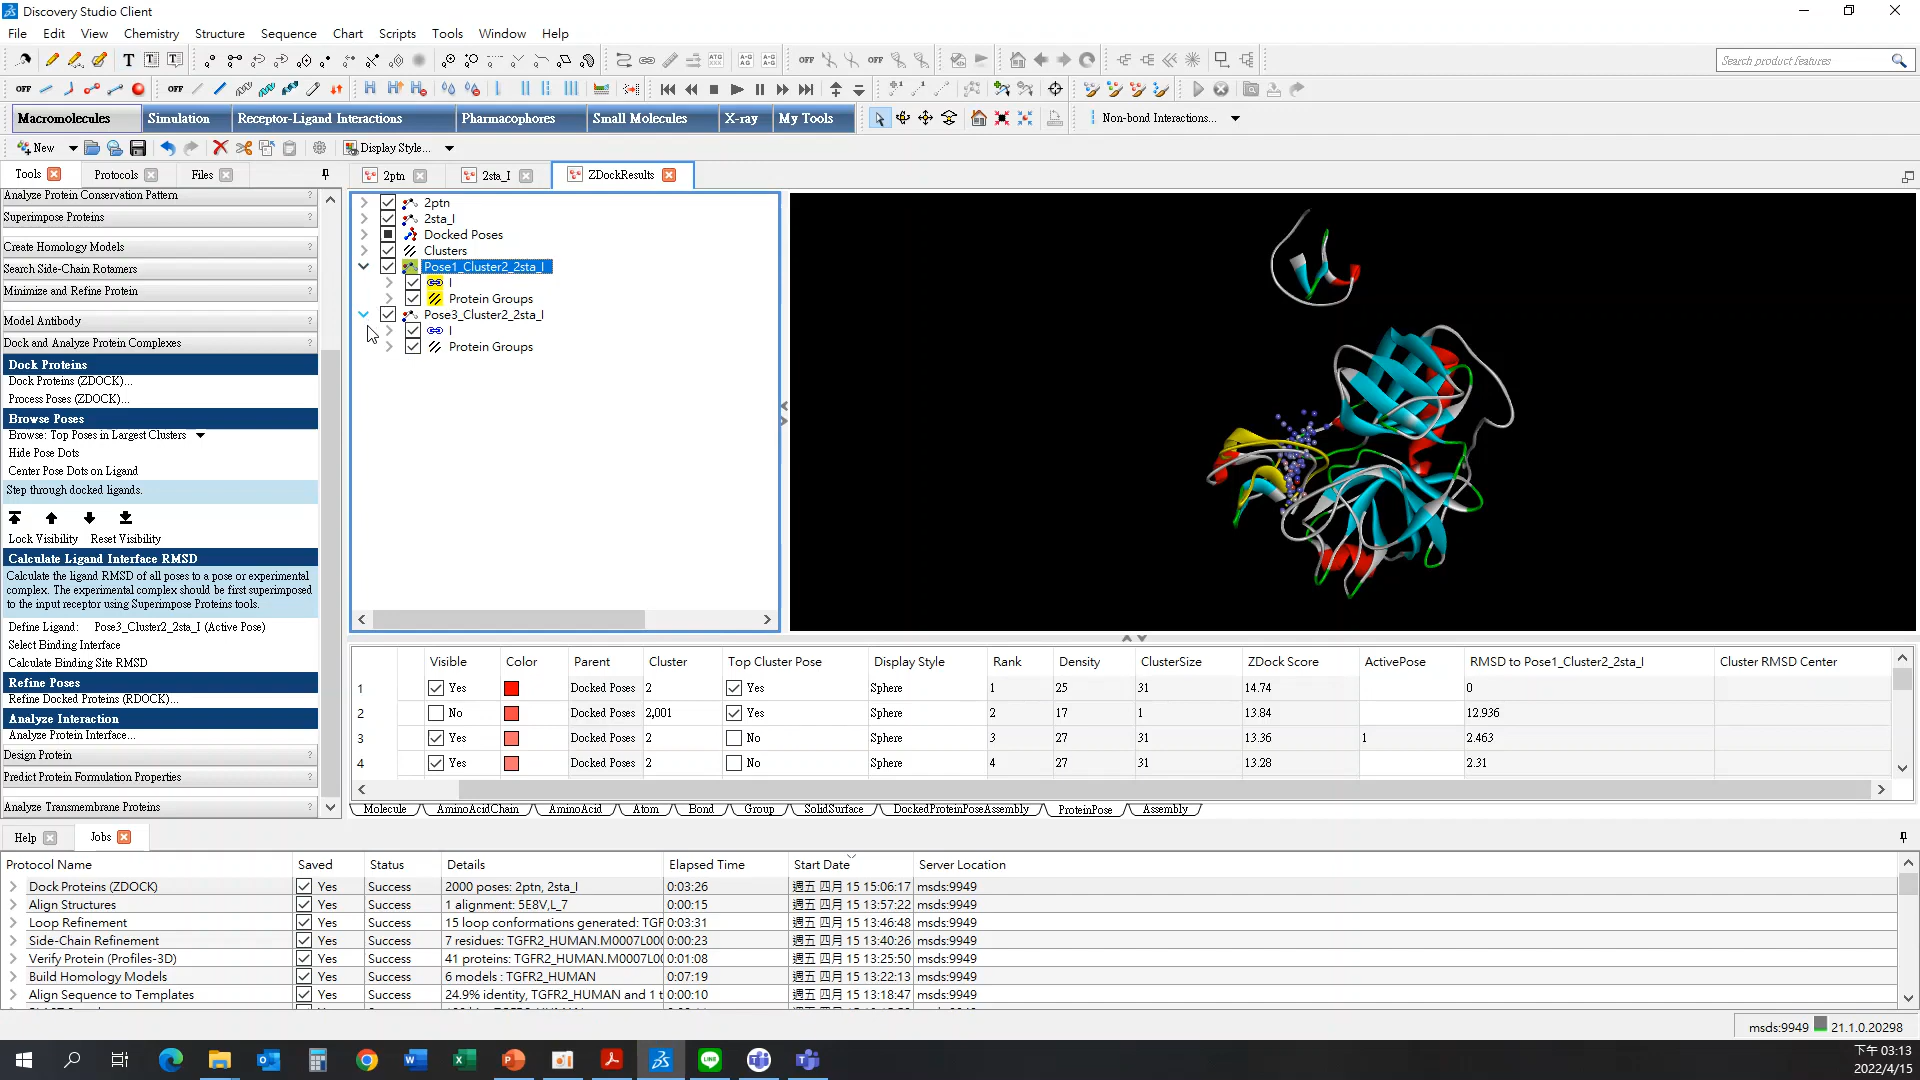 Discovery Studio Client
File Edit View Chemistry Structure Sequence Chart Scripts Tools Window Help
Search product features
Macromolecules Simulation Receptor-Ligand Interactions Pharmacophores Small Molecules X-ray My Tools Non-bond Interactions...
New Display Style...
Tools Protocols Files 2ptn 2sta_I ZDockResults
Analyze Protein Conservation Pattern
Superimpose Proteins
Create Homology Models
Search Side-Chain Rotamers
Minimize and Refine Protein
Model Antibody
Dock and Analyze Protein Complexes
Dock Proteins
Dock Proteins (ZDOCK)...
Process Poses (ZDOCK)...
Browse Poses
Browse: Top Poses in Largest Clusters
Hide Pose Dots
Center Pose Dots on Ligand
Step through docked ligands.
Lock Visibility Reset Visibility
Calculate Ligand Interface RMSD
Calculate the ligand RMSD of all poses to a pose or experimental
complex. The experimental complex should be first superimposed
to the input receptor using Superimpose Proteins tools.
Define Ligand: Pose3_Cluster2_2sta_I (Active Pose)
Select Binding Interface
Calculate Binding Site RMSD
Refine Poses
Refine Docked Proteins (RDOCK)...
Analyze Interaction
Analyze Protein Interface...
Design Protein
Predict Protein Formulation Properties
Analyze Transmembrane Proteins
2ptn
2sta_I
Docked Poses
Clusters
Pose1_Cluster2_2sta_I
I
Protein Groups
Pose3_Cluster2_2sta_I
I
Protein Groups
Visible Color Parent Cluster Top Cluster Pose Display Style Rank Density ClusterSize ZDock Score ActivePose RMSD to Pose1_Cluster2_2sta_I Cluster RMSD Center
1 Yes Docked Poses 2 Yes Sphere 1 25 31 14.74 0
2 No Docked Poses 2,001 Yes Sphere 2 17 1 13.84 12.936
3 Yes Docked Poses 2 No Sphere 3 27 31 13.36 1 2.463
4 Yes Docked Poses 2 No Sphere 4 27 31 13.28 2.31
Molecule AminoAcidChain AminoAcid Atom Bond Group SolidSurface DockedProteinPoseAssembly ProteinPose Assembly
Help Jobs
Protocol Name Saved Status Details Elapsed Time Start Date Server Location
Dock Proteins (ZDOCK) Yes Success 2000 poses: 2ptn, 2sta_I 0:03:26 週五 四月 15 15:06:17 msds:9949
Align Structures Yes Success 1 alignment: 5E8V,L_7 0:00:15 週五 四月 15 13:57:22 msds:9949
Loop Refinement Yes Success 15 loop conformations generated: TGF 0:03:31 週五 四月 15 13:46:48 msds:9949
Side-Chain Refinement Yes Success 7 residues: TGFR2_HUMAN.M0007L00 0:00:23 週五 四月 15 13:40:26 msds:9949
Verify Protein (Profiles-3D) Yes Success 41 proteins: TGFR2_HUMAN.M0007L0 0:01:08 週五 四月 15 13:25:50 msds:9949
Build Homology Models Yes Success 6 models : TGFR2_HUMAN 0:07:19 週五 四月 15 13:22:13 msds:9949
Align Sequence to Templates Yes Success 24.9% identity, TGFR2_HUMAN and 1 t 0:00:10 週五 四月 15 13:18:47 msds:9949
msds:9949 21.1.0.20298
下午 03:13
2022/4/15